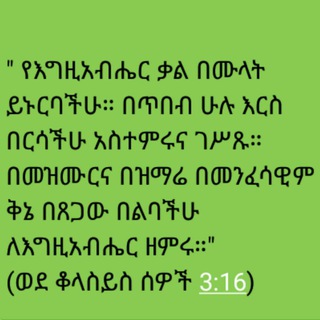 " የእግዚአብሔር ቃል በሙላት
ይኑርባችሁ። በጥበብ ሁሉ እርስ
በርሳችሁ አስተምሩና ገሥጹ።
በመዝሙርና በዝማሬ በመንፈሳዊም
ቅኔ በጸጋው በልባችሁ
ለእግዚአብሔር ዘምሩ።"
(ወደ ቆላስይስ ሰዎች 3:16)